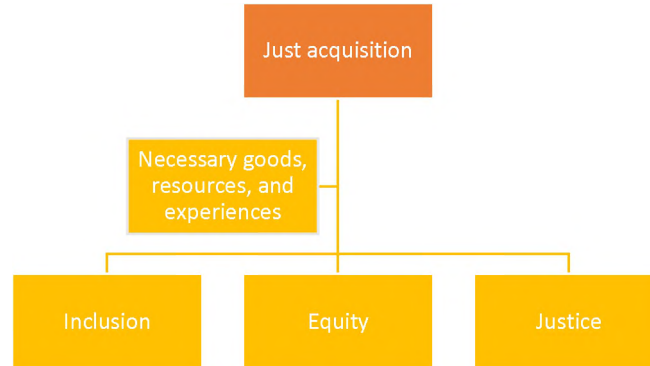 Just acquisition
Necessary goods,
resources, and
experiences
Inclusion
Equity
Justice